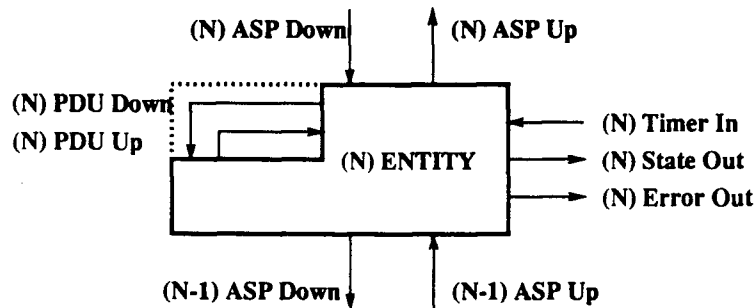 (N) ASP Down
(N) ASP Up
(N) PDU Down
(N) PDU Up
(N) Timer In
(N) State Out
(N) Error Out
(N) ENTITY
(N-1) ASP Down
(N-1) ASP Up